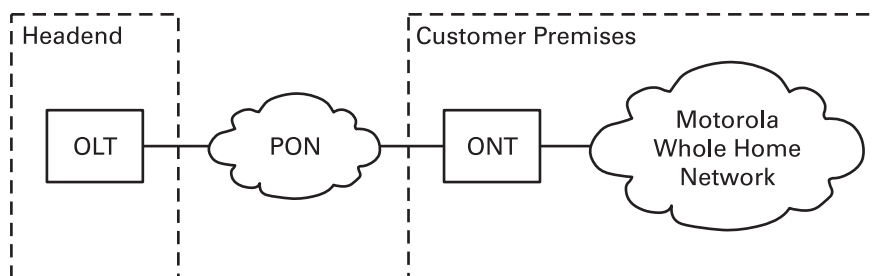 Headend
Customer Premises
OLT
PON
ONT
Motorola
Whole Home
Network